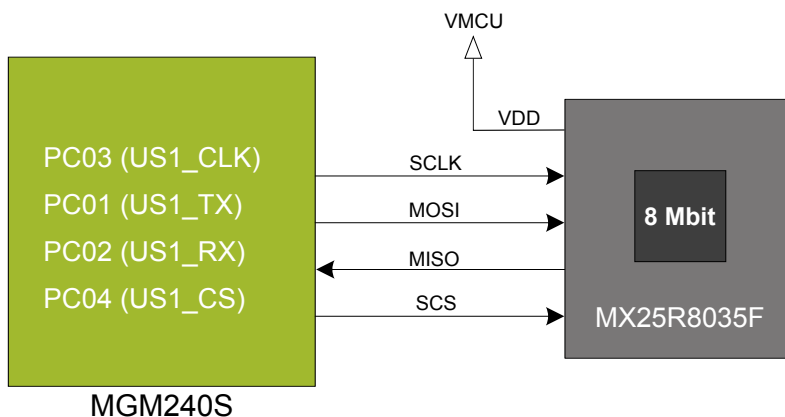 VMCU
VDD
PC03 (US1_CLK)
SCLK
PC01 (US1_TX)
MOSI
8 Mbit
PC02 (US1_RX)
MISO
PC04 (US1_CS)
SCS
MX25R8035F
MGM240S